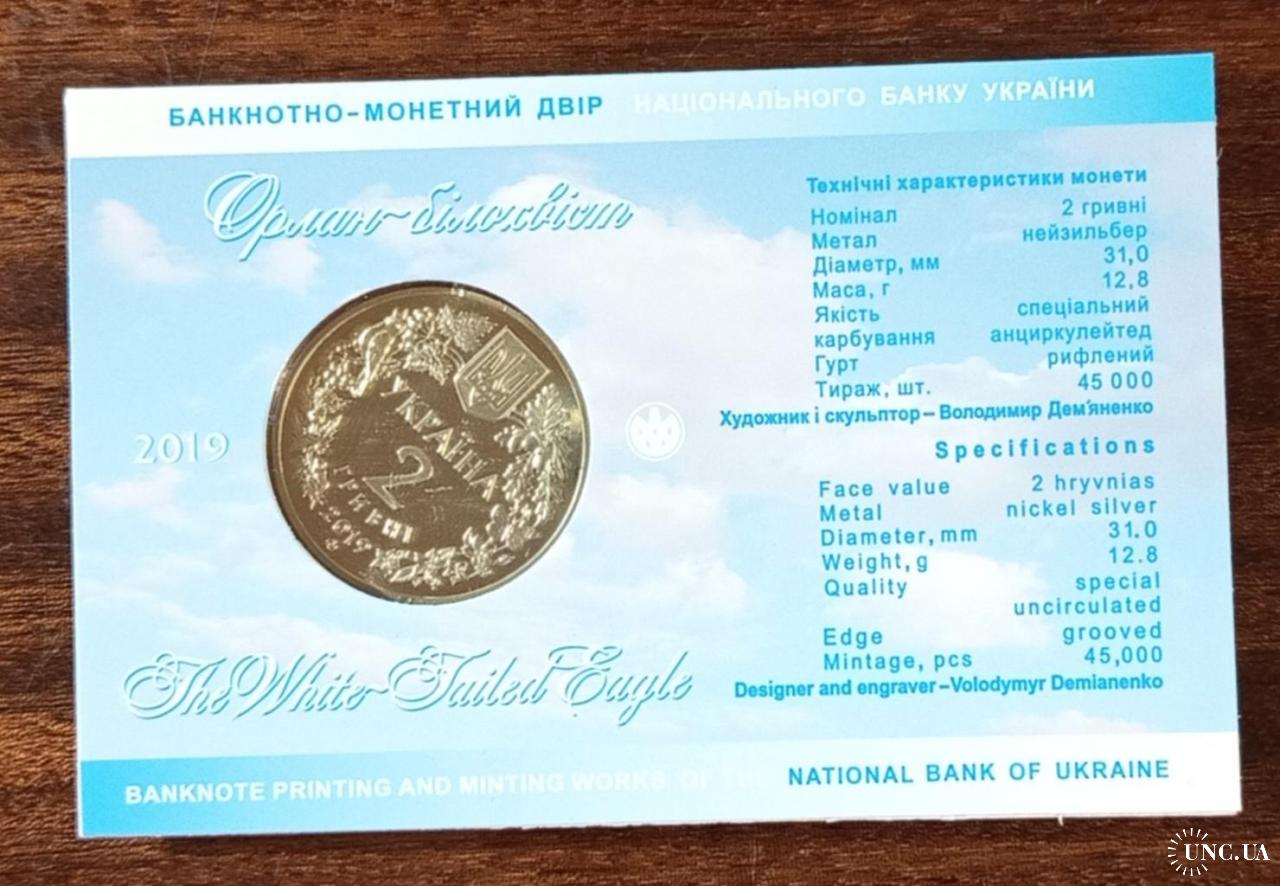 БАНКНОТНО-МОНЕТНИЙ ДВІР НАЦІОНАЛЬНОГО БАНКУ УКРАЇНИ
Орлан-білохвіст
2019
УКРАЇНА
2
ГРИВНІ
2019
The White-Tailed Eagle
Технічні характеристики монети
Номінал 2 гривні
Метал нейзильбер
Діаметр, мм 31,0
Маса, г 12,8
Якість спеціальний
карбування анциркулейтед
Гурт рифлений
Тираж, шт. 45 000
Художник і скульптор – Володимир Дем'яненко
Specifications
Face value 2 hryvnias
Metal nickel silver
Diameter, mm 31.0
Weight, g 12.8
Quality special
uncirculated
Edge grooved
Mintage, pcs 45,000
Designer and engraver – Volodymyr Demianenko
BANKNOTE PRINTING AND MINTING WORKS OF THE NATIONAL BANK OF UKRAINE
UNC.UA